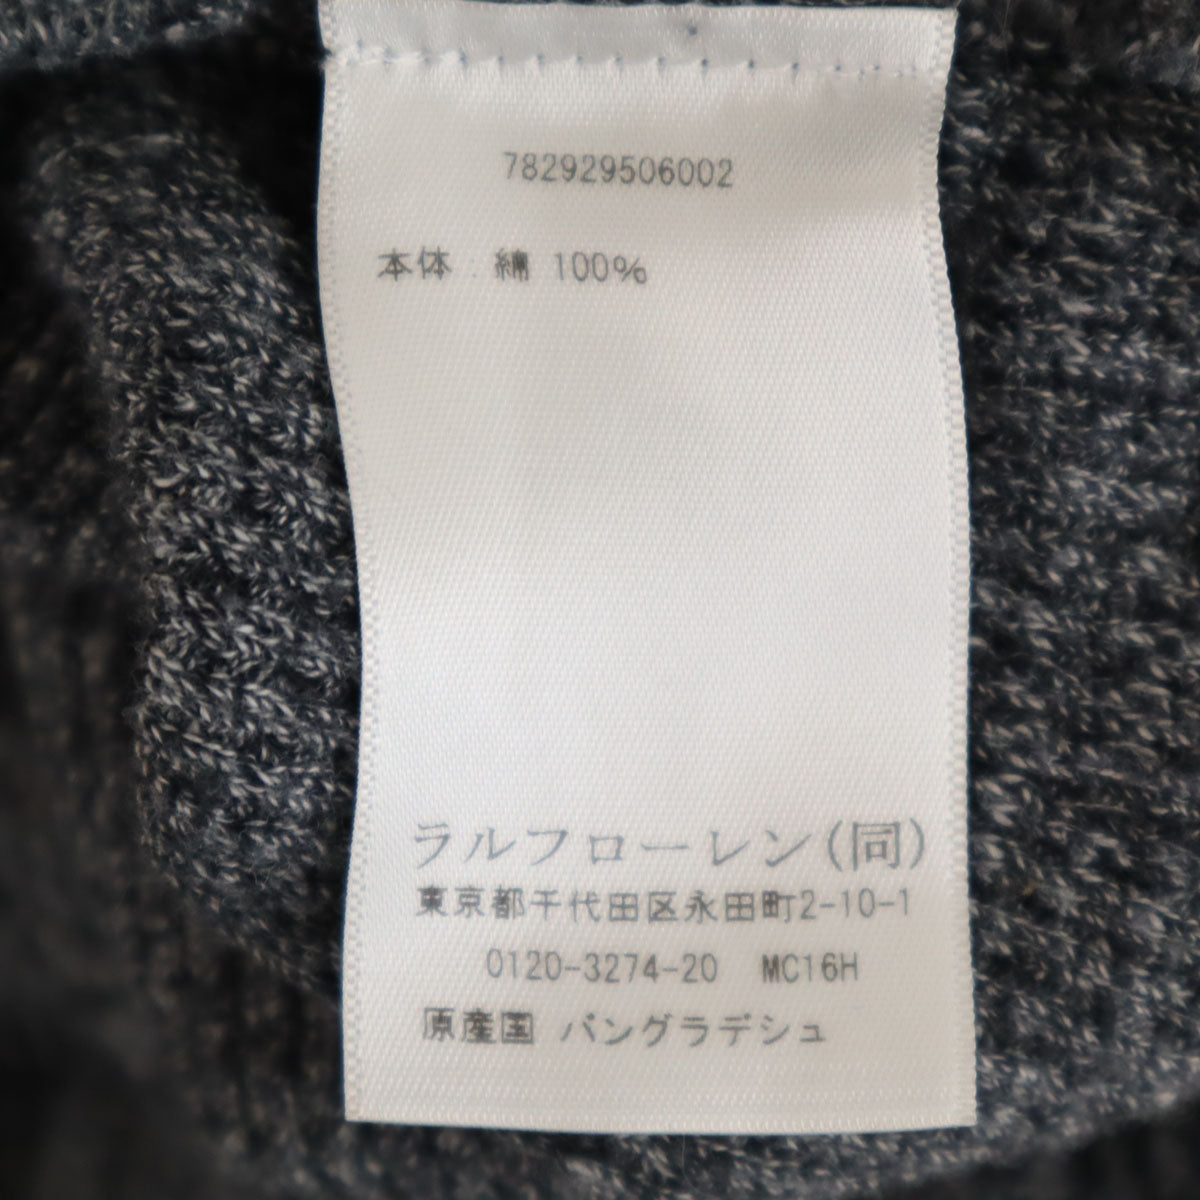 782929506002
本体 : 綿 100%
ラルフローレン(同)
東京都千代田区永田町2-10-1
0120-3274-20 MC16H
原産国 バングラデシュ